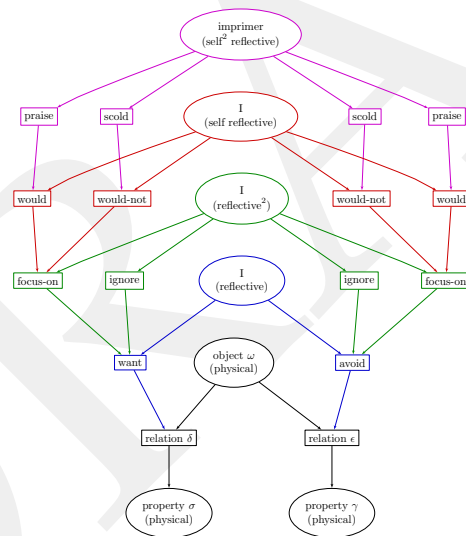 imprimer
(self² reflective)
praise
scold
I
(self reflective)
scold
praise
would
would-not
I
(reflective²)
would-not
would
focus-on
ignore
I
(reflective)
ignore
focus-on
want
object ω
(physical)
avoid
relation δ
relation ϵ
property σ
(physical)
property γ
(physical)